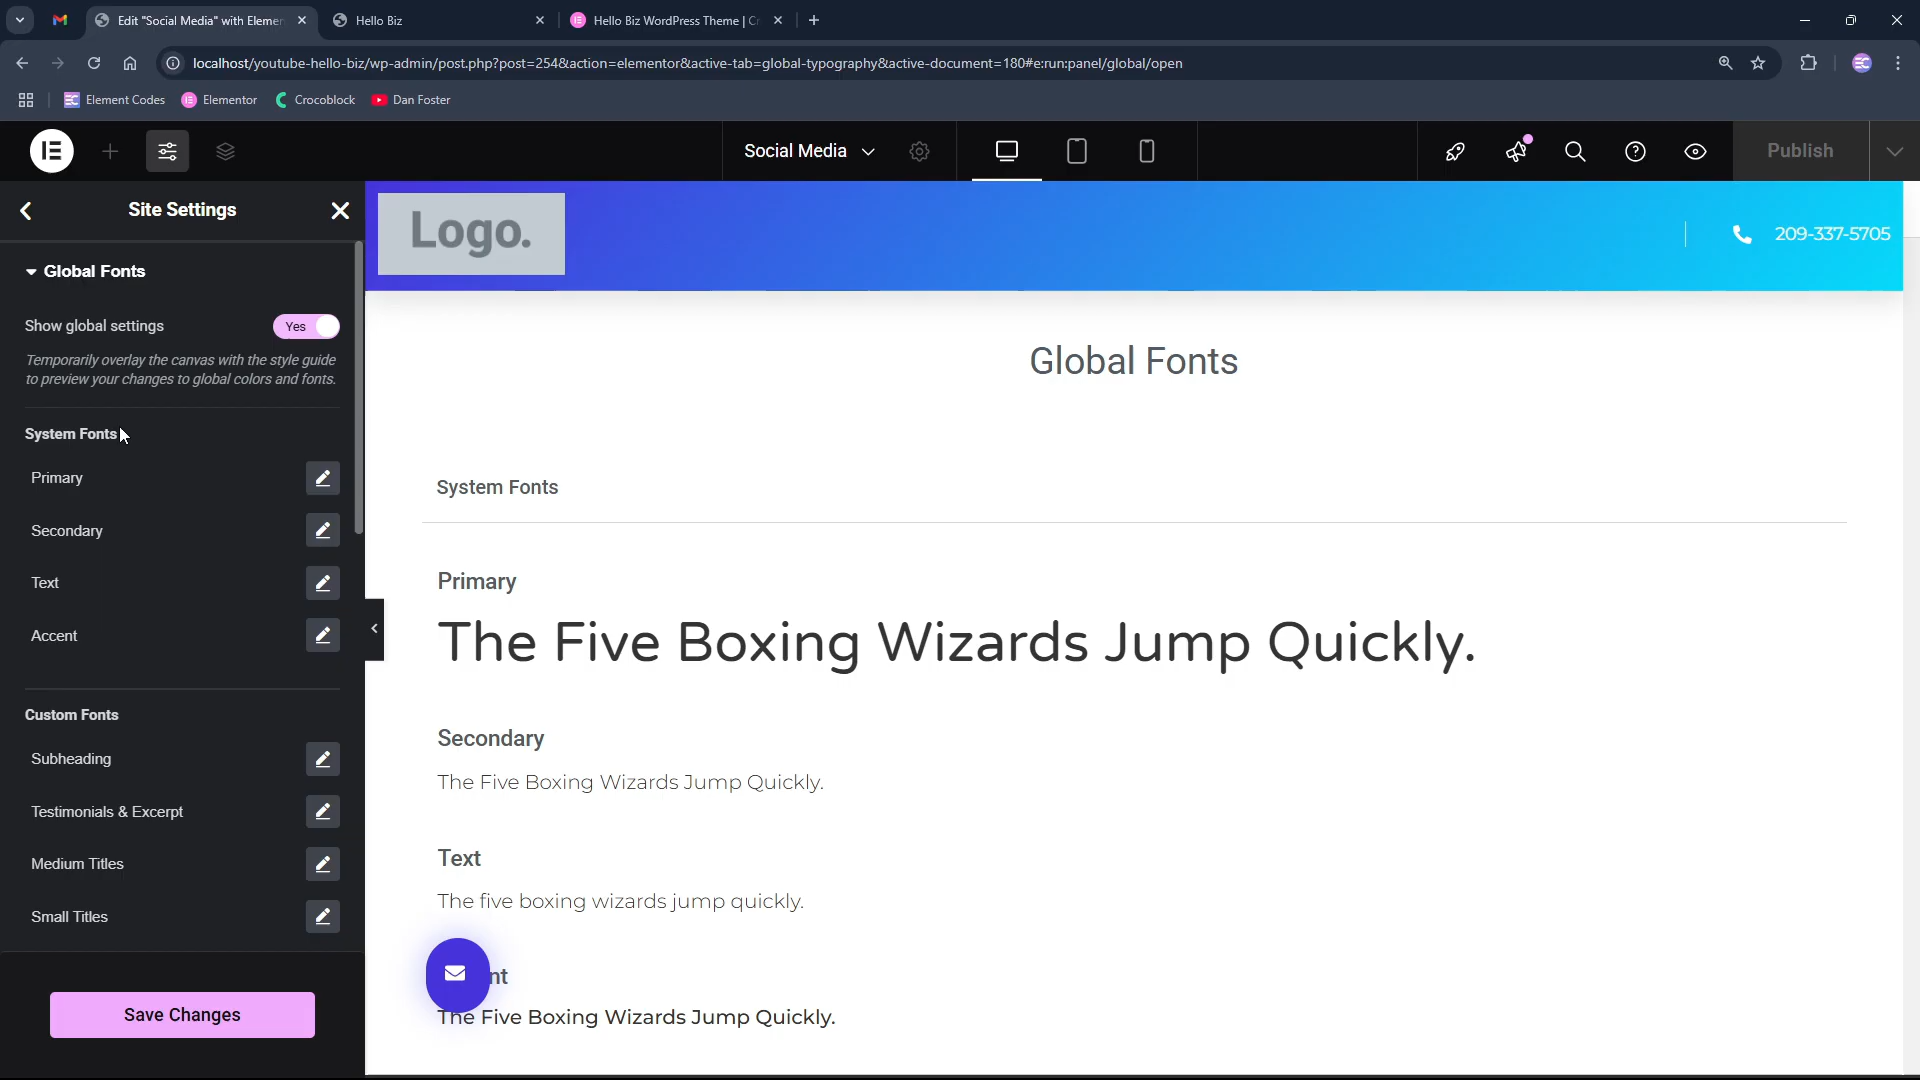 Edit "Social Media" with Elemen
Hello Biz
Hello Biz WordPress Theme | Cr
localhost/youtube-hello-biz/wp-admin/post.php?post=254&action=elementor&active-tab=global-typography&active-document=180#e:run:panel/global/open
Element Codes
Elementor
Crocoblock
Dan Foster
Social Media
Publish
Site Settings
Global Fonts
Show global settings
Yes
Temporarily overlay the canvas with the style guide
to preview your changes to global colors and fonts.
System Fonts
Primary
Secondary
Text
Accent
Custom Fonts
Subheading
Testimonials & Excerpt
Medium Titles
Small Titles
Save Changes
Logo.
209-337-5705
Global Fonts
System Fonts
Primary
The Five Boxing Wizards Jump Quickly.
Secondary
The Five Boxing Wizards Jump Quickly.
Text
The five boxing wizards jump quickly.
nt
The Five Boxing Wizards Jump Quickly.